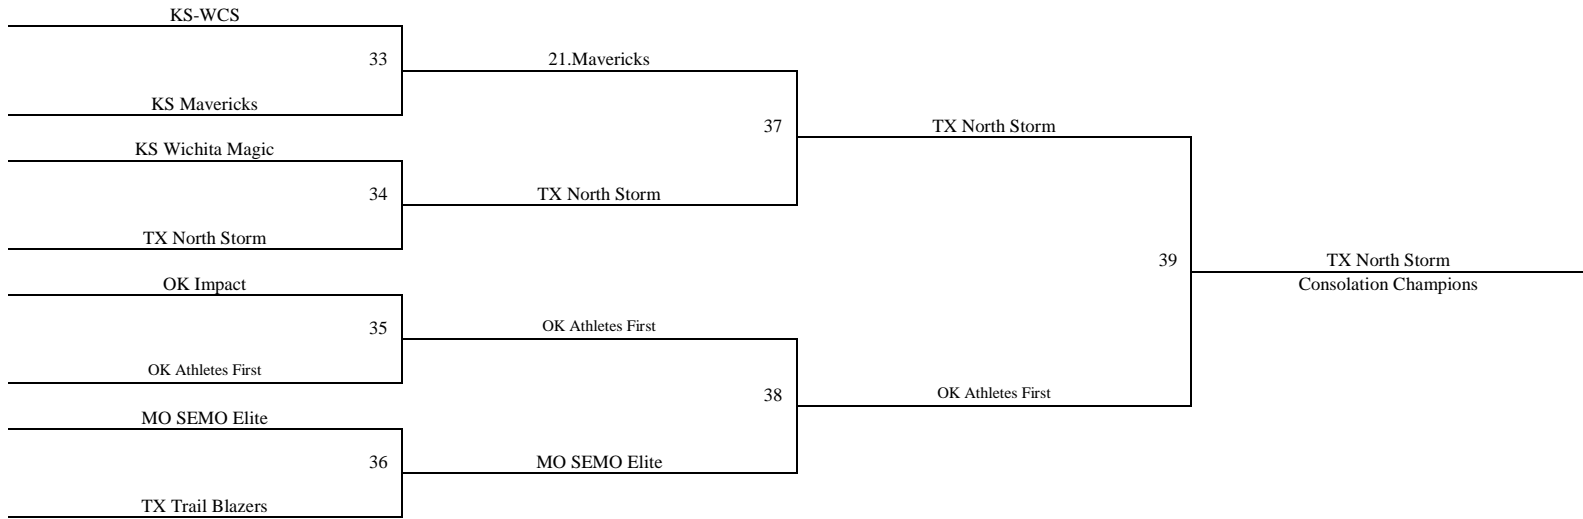 KS-WCS
33
21.Mavericks
KS Mavericks
37
TX North Storm
KS Wichita Magic
34
TX North Storm
TX North Storm
39
TX North Storm
Consolation Champions
OK Impact
35
OK Athletes First
OK Athletes First
38
OK Athletes First
MO SEMO Elite
36
MO SEMO Elite
TX Trail Blazers